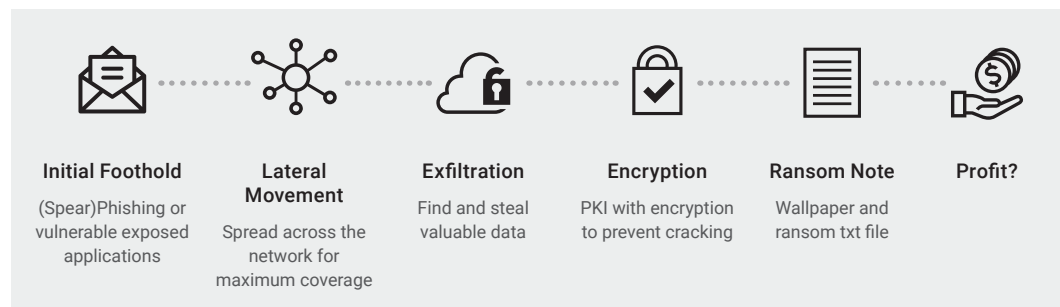 Initial Foothold
(Spear)Phishing or
vulnerable exposed
applications
Lateral
Movement
Spread across the
network for
maximum coverage
Exfiltration
Find and steal
valuable data
Encryption
PKI with encryption
to prevent cracking
Ransom Note
Wallpaper and
ransom txt file
$
Profit?